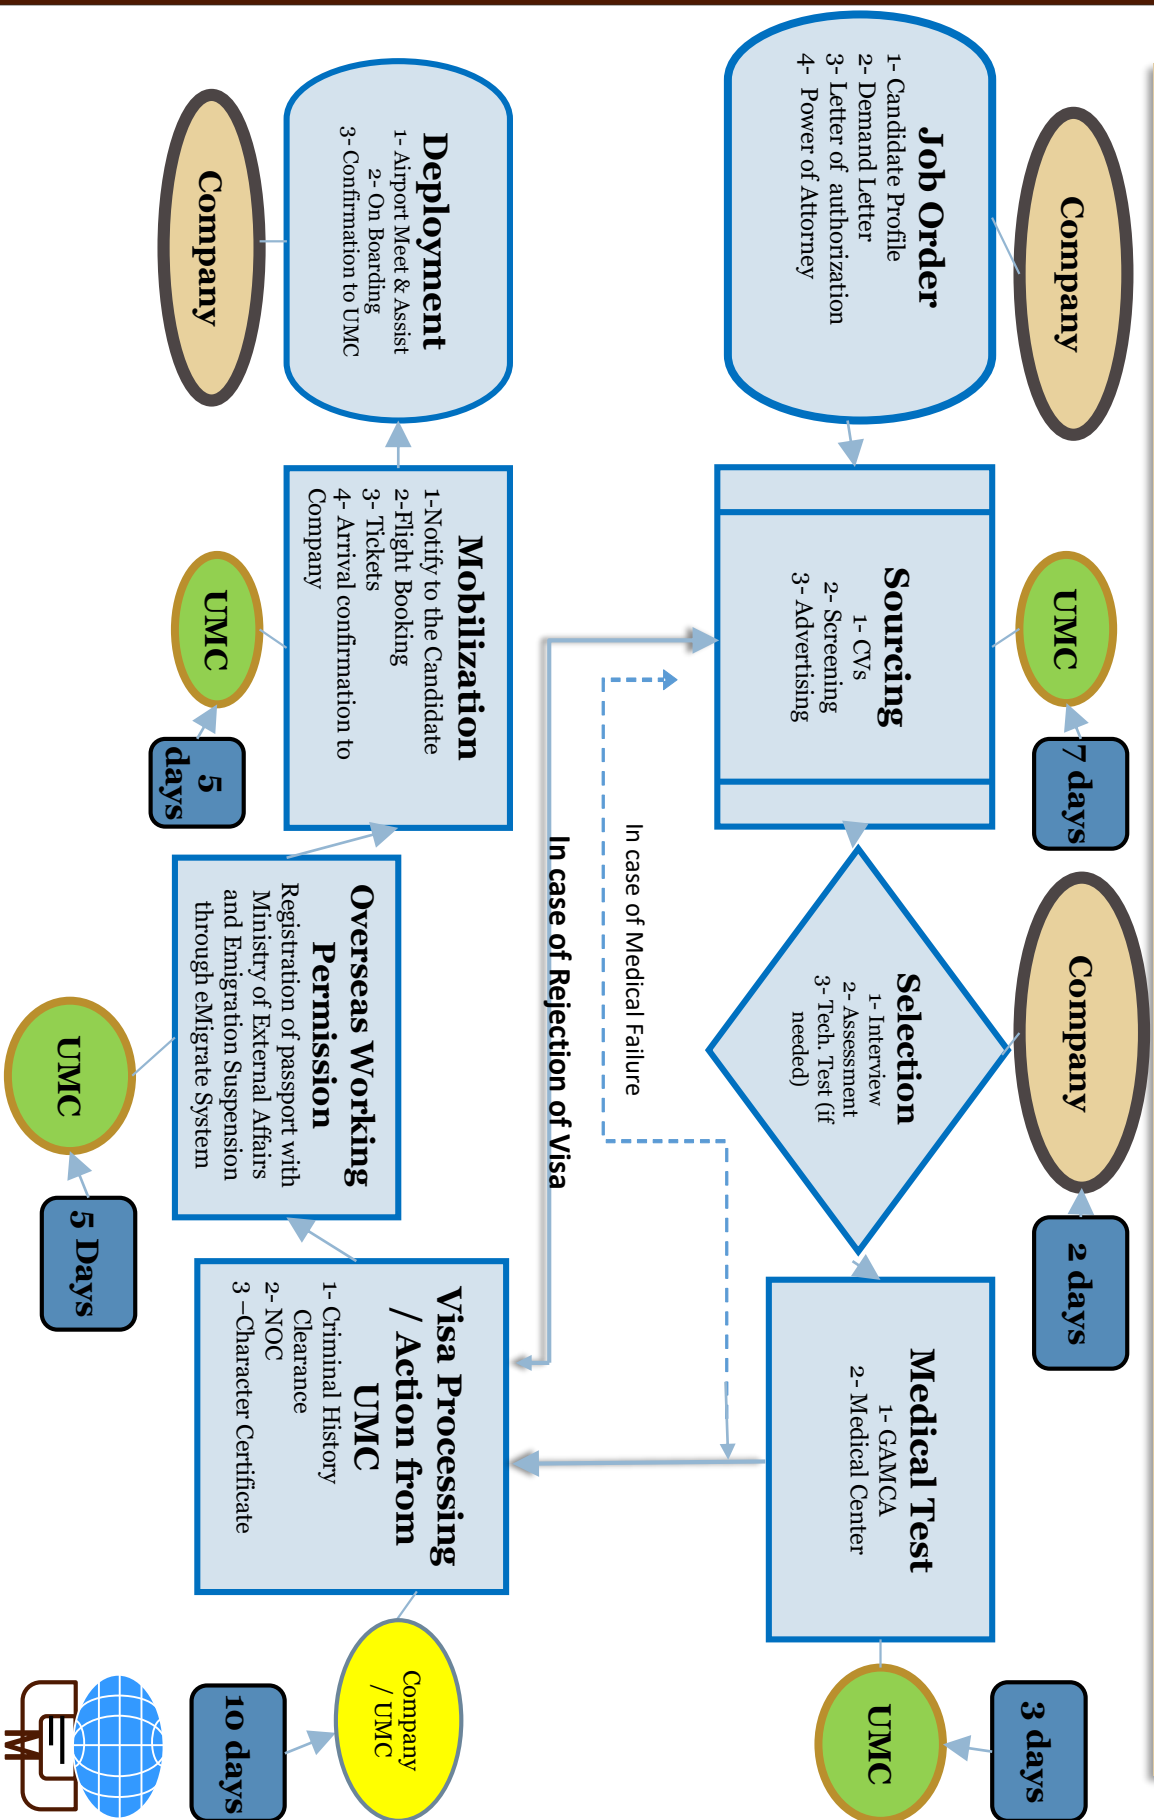 Company
Job Order
1- Candidate Profile
2- Demand Letter
3- Letter of authorization
4- Power of Attorney
UMC
7 days
Sourcing
1- CVs
2- Screening
3- Advertising
Company
2 days
Selection
1- Interview
2- Assessment
3- Tech. Test (if
needed)
3 days
UMC
Medical Test
1- GAMCA
2- Medical Center
In case of Medical Failure
In case of Rejection of Visa
Deployment
1- Airport Meet & Assist
2- On Boarding
3- Confirmation to UMC
Company
Mobilization
1-Notify to the Candidate
2-Flight Booking
3- Tickets
4- Arrival confirmation to
Company
UMC
5
days
Overseas Working
Permission
Registration of passport with
Ministry of External Affairs
and Emigration Suspension
through eMigrate System
UMC
5 Days
Visa Processing
/ Action from
UMC
1- Criminal History
Clearance
2- NOC
3 –Character Certificate
Company
/ UMC
10 days